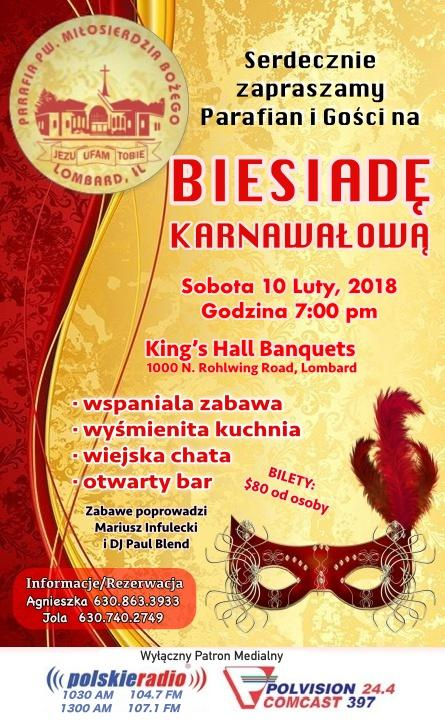 PARAFIA PW. MIŁOSIERDZIA BOŻEGO
JEZU UFAM TOBIE
LOMBARD, IL
Serdecznie
zapraszamy
Parafian i Gości na
BIESIADĘ
KARNAWAŁOWĄ
Sobota 10 Luty, 2018
Godzina 7:00 pm
King's Hall Banquets
1000 N. Rohlwing Road, Lombard
· wspaniala zabawa
· wyśmienita kuchnia
· wiejska chata
· otwarty bar
BILETY:
$80 od osoby
Zabawe poprowadzi
Mariusz Infulecki
i DJ Paul Blend
Informacje/Rezerwacja
Agnieszka 630.863.3933
Jola 630.740.2749
Wyłączny Patron Medialny
polskieradio
1030 AM 104.7 FM
1300 AM 107.1 FM
POLVISION 24.4
COMCAST 397